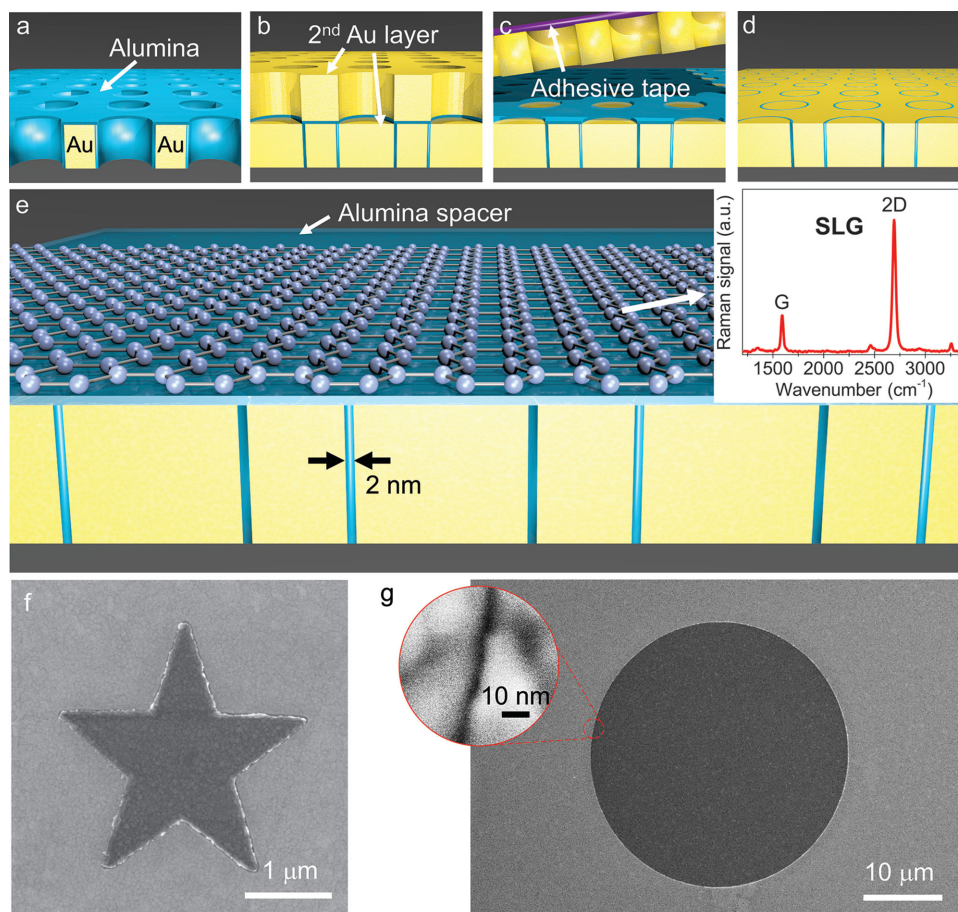 a
Alumina
Au
Au
b
2nd Au layer
c
Adhesive tape
d
e
Alumina spacer
2 nm
Raman signal (a.u.)
SLG
G
2D
1500 2000 2500 3000
Wavenumber (cm-1)
f
1 μm
g
10 nm
10 μm